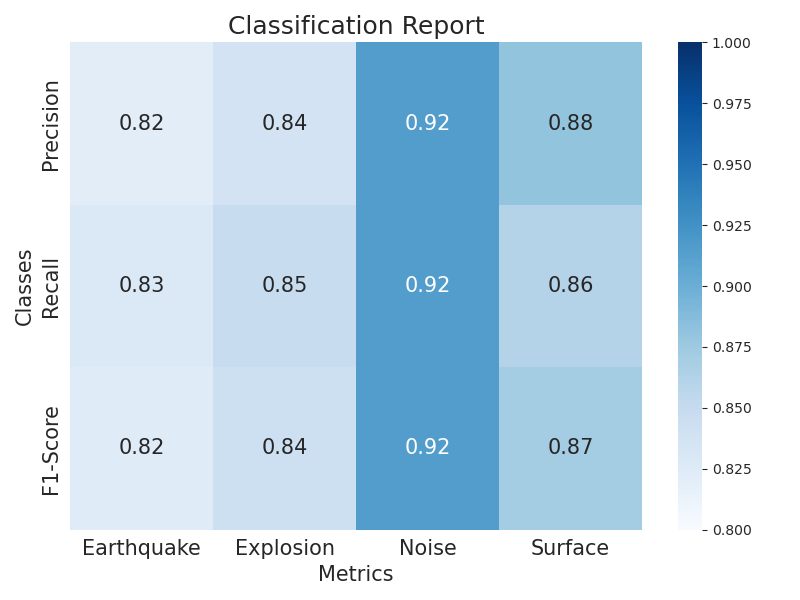 Classification Report
Classes
Precision
0.82 0.84 0.92 0.88
Recall
0.83 0.85 0.92 0.86
F1-Score
0.82 0.84 0.92 0.87
Earthquake Explosion Noise Surface
Metrics
1.000
0.975
0.950
0.925
0.900
0.875
0.850
0.825
0.800